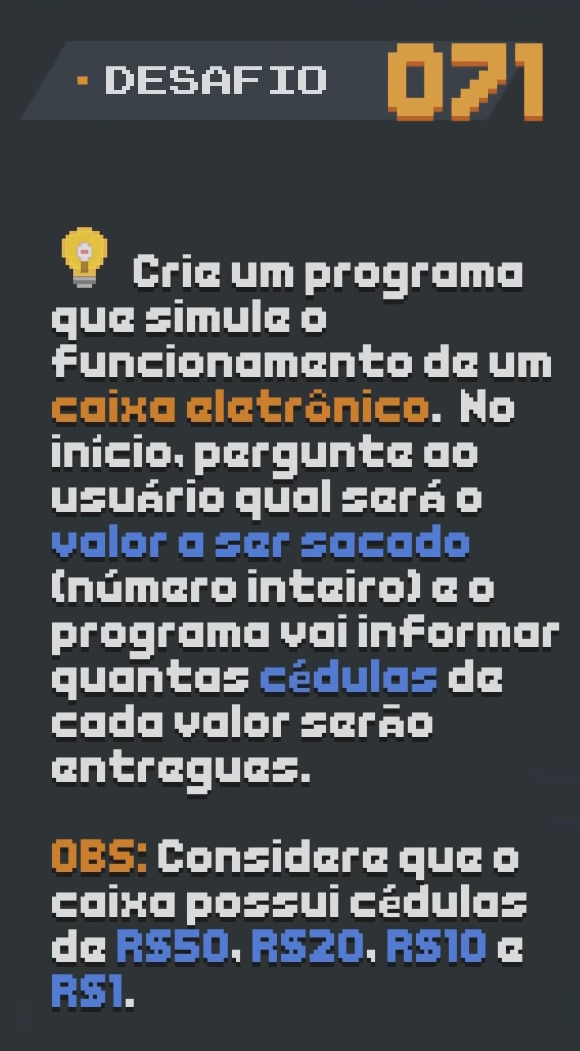 DESAFIO 071
Crie um programa
que simule o
funcionamento de um
caixa eletrônico. No
início, pergunte ao
usuário qual será o
valor a ser sacado
(número inteiro) e o
programa vai informar
quantas cédulas de
cada valor serão
entregues.
OBS: Considere que o
caixa possui cédulas
de R$50, R$20, R$10 e
R$1.